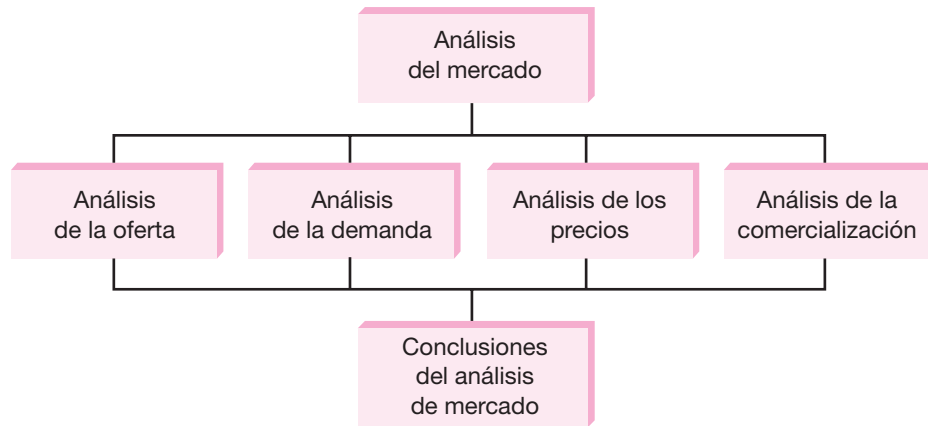 Análisis
del mercado
Análisis
de la oferta
Análisis
de la demanda
Análisis de los
precios
Análisis de la
comercialización
Conclusiones
del análisis
de mercado